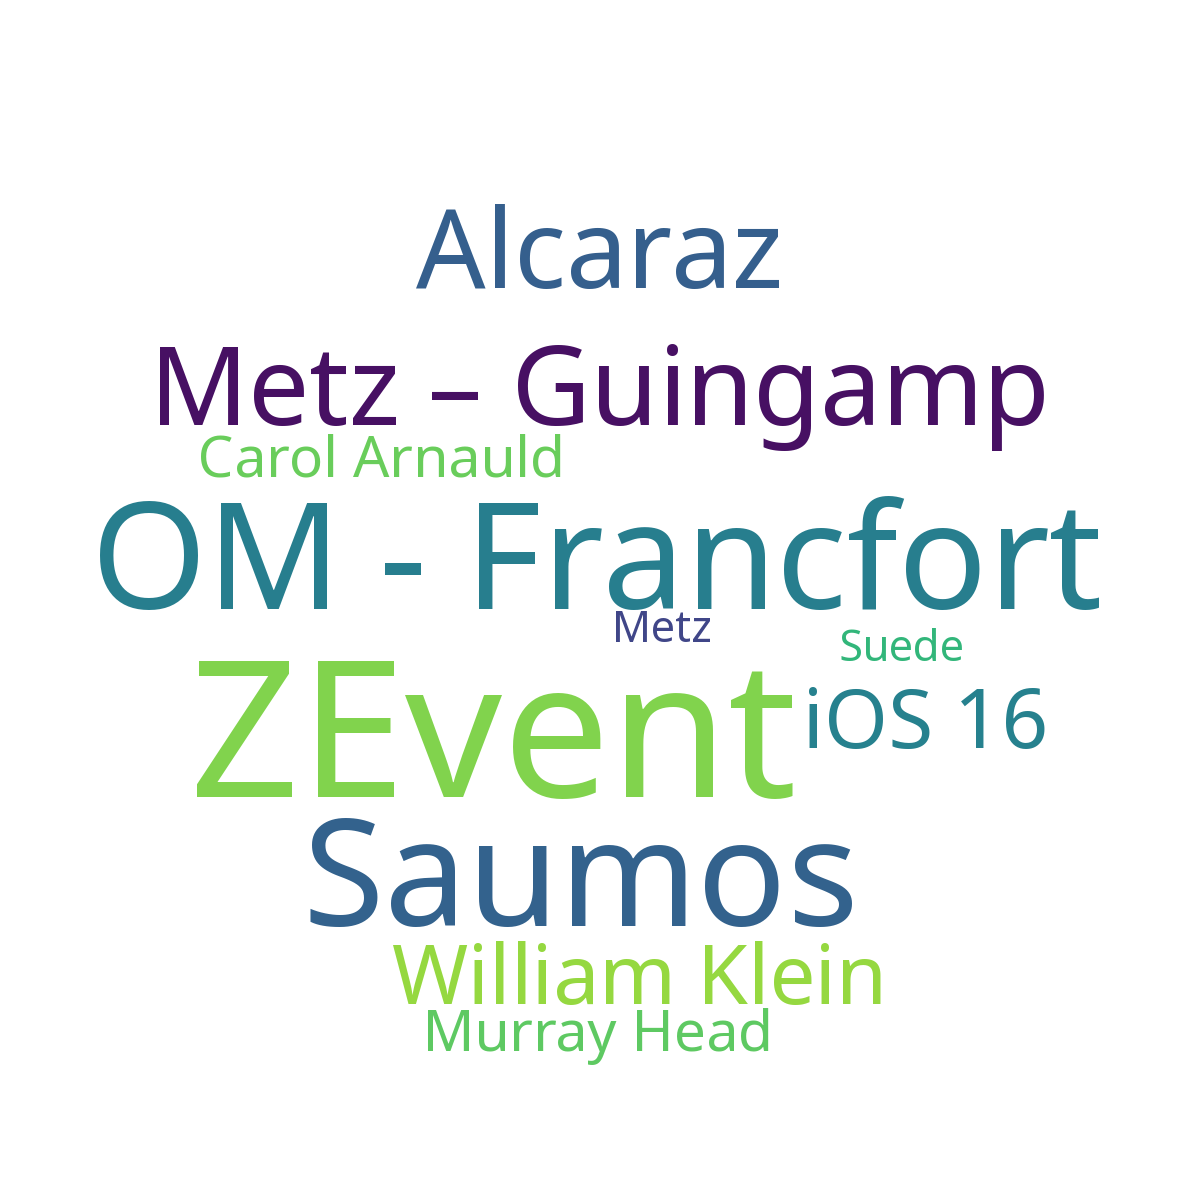 Alcaraz
Metz – Guingamp
Carol Arnauld
OM - Francfort
Metz
Suede
ZEvent
iOS 16
Saumos
William Klein
Murray Head